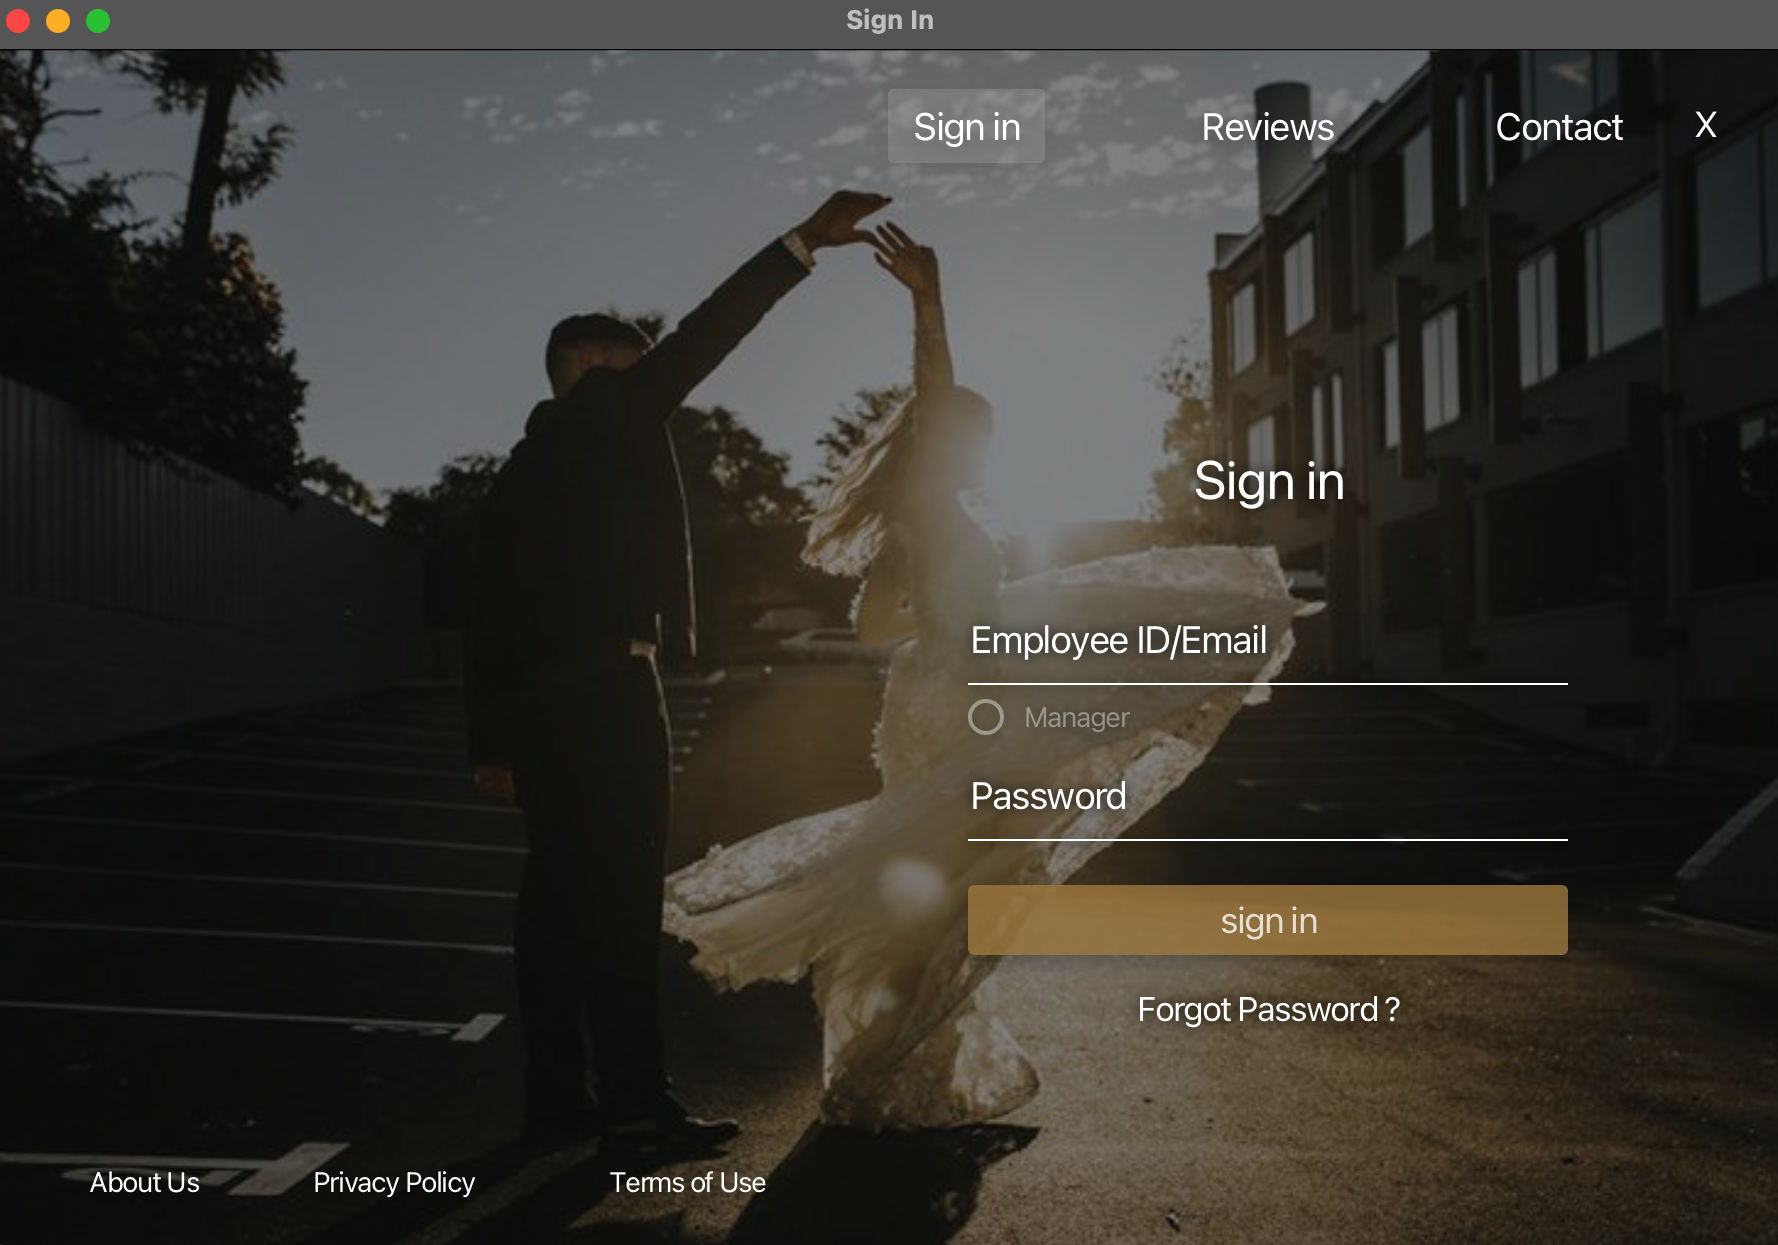 Sign In
Sign in
Reviews
Contact
X
Sign in
Employee ID/Email
Manager
Password
sign in
Forgot Password ?
About Us
Privacy Policy
Terms of Use